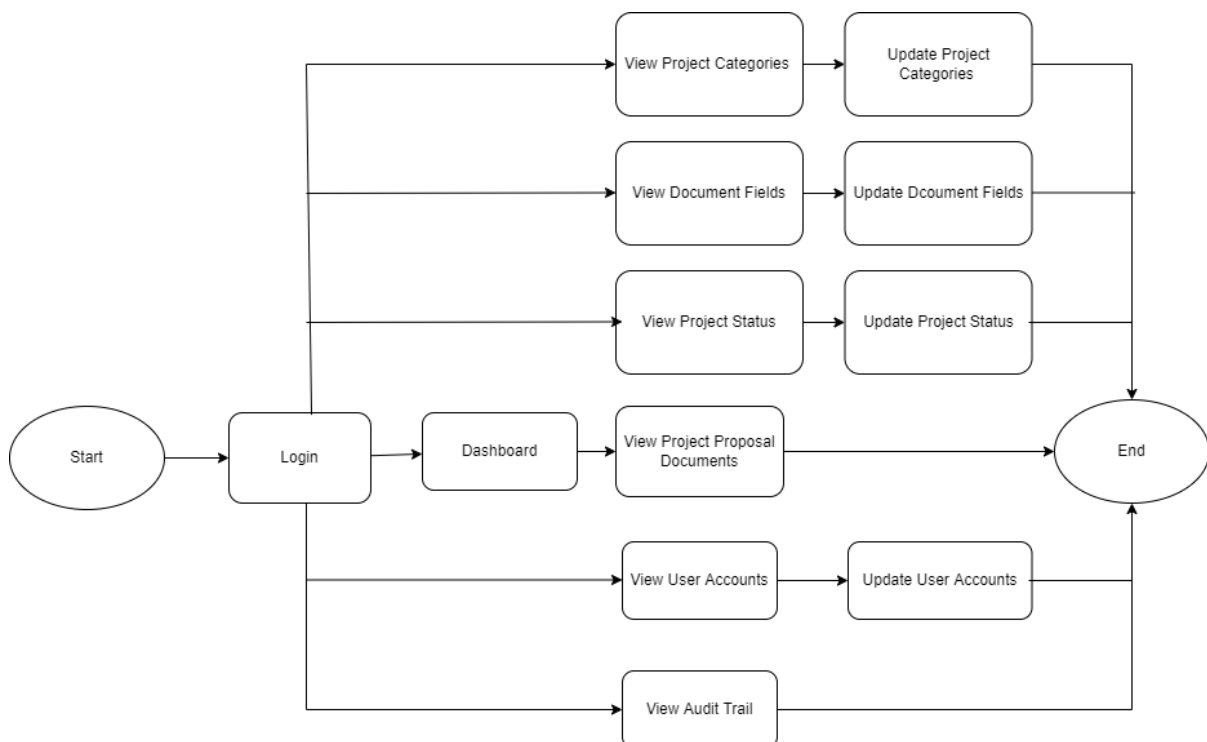 View Project Categories
Update Project
Categories
View Document Fields
Update Dcoument Fields
View Project Status
Update Project Status
Start
Login
Dashboard
View Project Proposal
Documents
End
View User Accounts
Update User Accounts
View Audit Trail